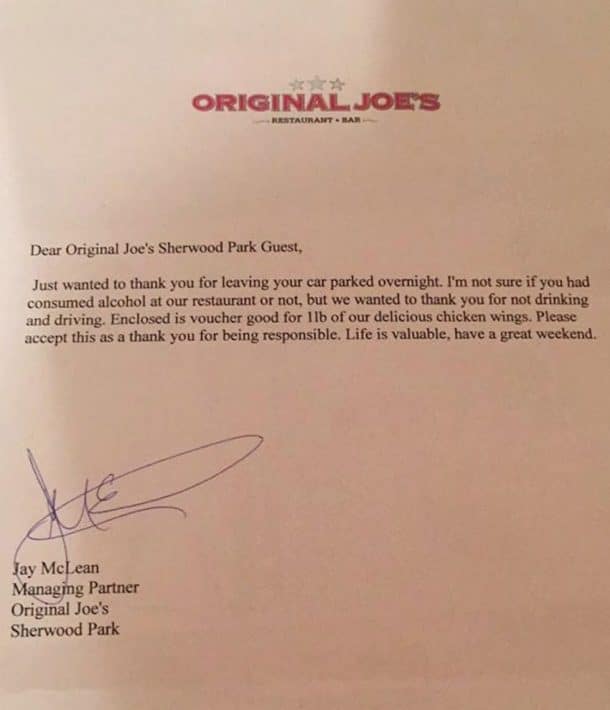 ORIGINAL JOE'S
RESTAURANT • BAR
Dear Original Joe's Sherwood Park Guest,
Just wanted to thank you for leaving your car parked overnight. I'm not sure if you had
consumed alcohol at our restaurant or not, but we wanted to thank you for not drinking
and driving. Enclosed is voucher good for 1lb of our delicious chicken wings. Please
accept this as a thank you for being responsible. Life is valuable, have a great weekend.
Jay McLean
Managing Partner
Original Joe's
Sherwood Park